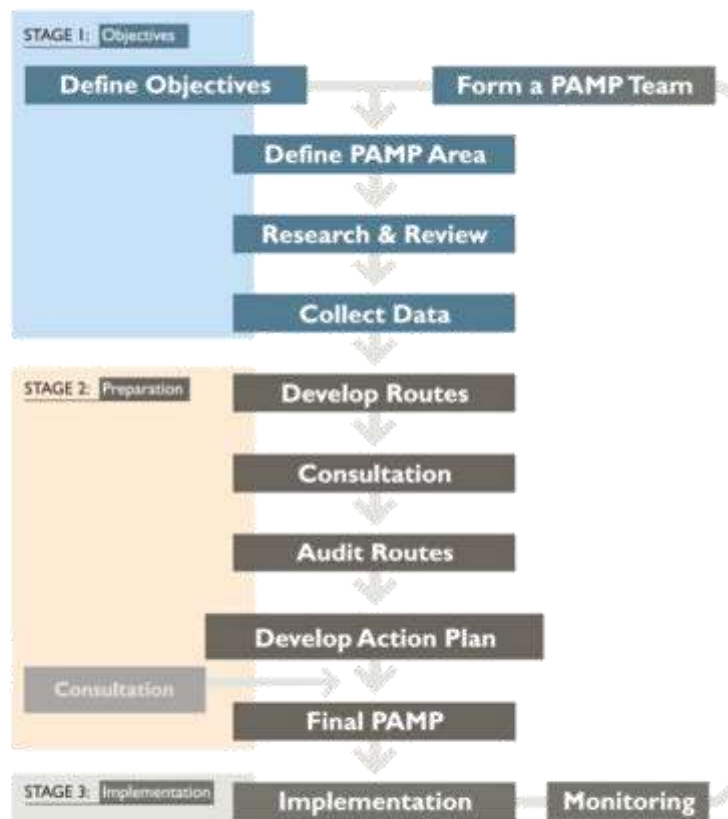 STAGE 1: Objectives
Define Objectives
Form a PAMP Team
Define PAMP Area
Research & Review
Collect Data
STAGE 2: Preparation
Develop Routes
Consultation
Audit Routes
Develop Action Plan
Consultation
Final PAMP
STAGE 3: Implementation
Implementation
Monitoring